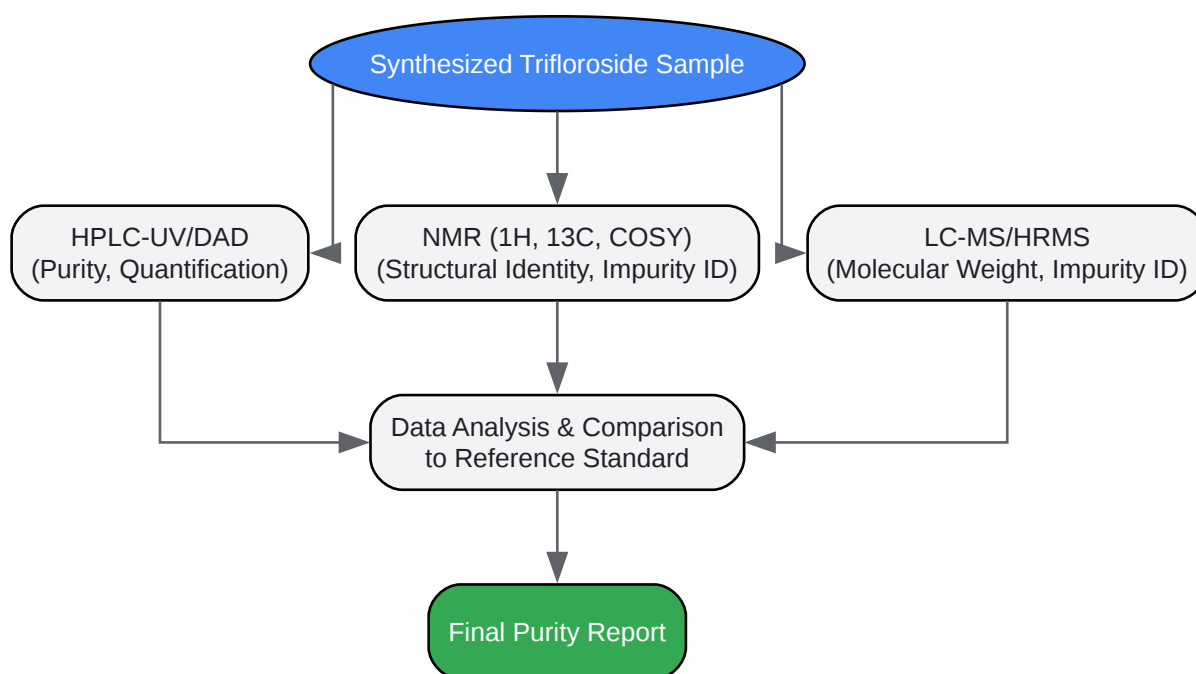 Synthesized Trifloroside Sample
HPLC-UV/DAD
(Purity, Quantification)
NMR (1H, 13C, COSY)
(Structural Identity, Impurity ID)
LC-MS/HRMS
(Molecular Weight, Impurity ID)
Data Analysis & Comparison
to Reference Standard
Final Purity Report